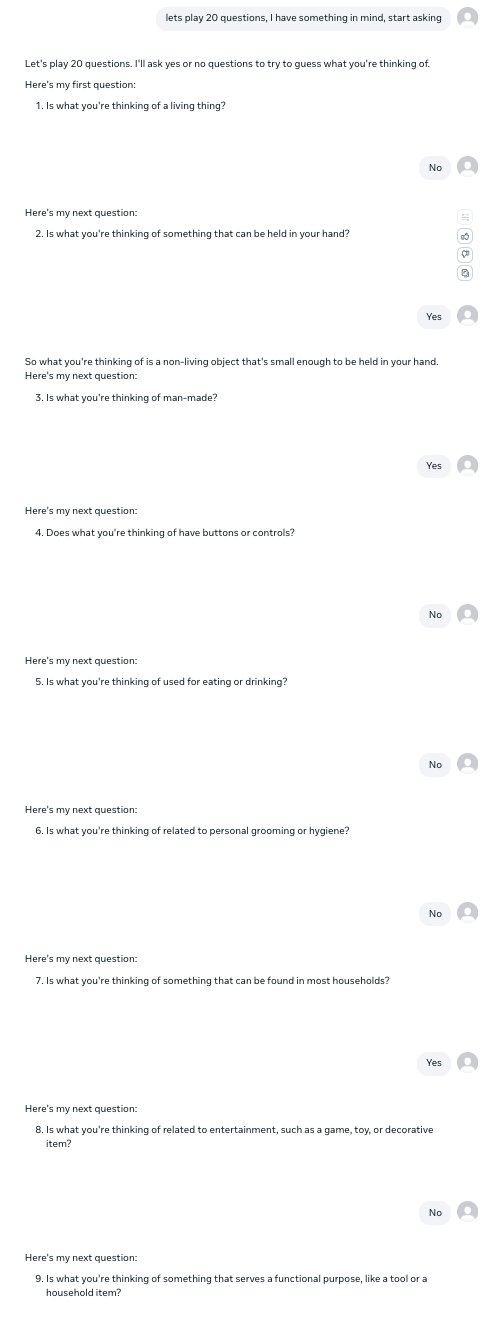 lets play 20 questions, I have something in mind, start asking
Let's play 20 questions. I'll ask yes or no questions to try to guess what you're thinking of.
Here's my first question:
1. Is what you're thinking of a living thing?
No
Here's my next question:
2. Is what you're thinking of something that can be held in your hand?
Yes
So what you're thinking of is a non-living object that's small enough to be held in your hand.
Here's my next question:
3. Is what you're thinking of man-made?
Yes
Here's my next question:
4. Does what you're thinking of have buttons or controls?
No
Here's my next question:
5. Is what you're thinking of used for eating or drinking?
No
Here's my next question:
6. Is what you're thinking of related to personal grooming or hygiene?
No
Here's my next question:
7. Is what you're thinking of something that can be found in most households?
Yes
Here's my next question:
8. Is what you're thinking of related to entertainment, such as a game, toy, or decorative
item?
No
Here's my next question:
9. Is what you're thinking of something that serves a functional purpose, like a tool or a
household item?